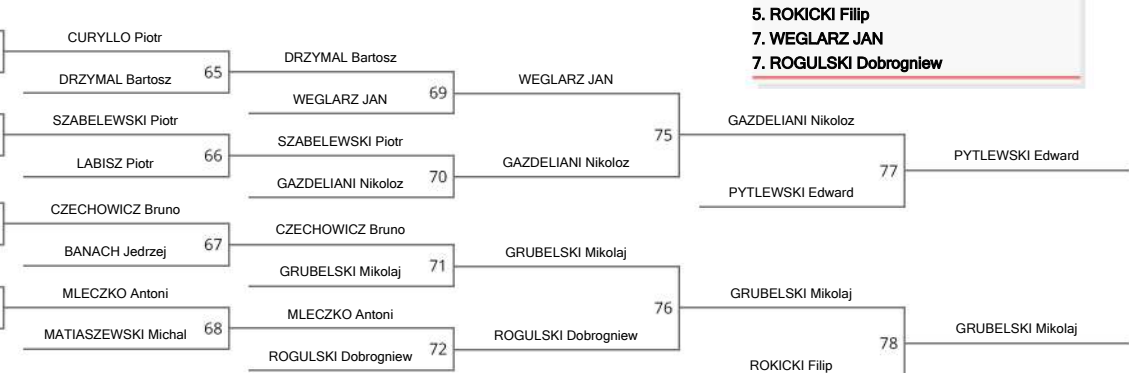 5. ROKICKI Filip
7. WEGLARZ JAN
7. ROGULSKI Dobrogniew
CURYLLO Piotr
DRZYMAL Bartosz
65
SZABELEWSKI Piotr
LABISZ Piotr
66
CZECHOWICZ Bruno
BANACH Jedrzej
67
MLECZKO Antoni
MATIASZEWSKI Michal
68
DRZYMAL Bartosz
WEGLARZ JAN
69
SZABELEWSKI Piotr
GAZDELIANI Nikoloz
70
CZECHOWICZ Bruno
GRUBELSKI Mikolaj
71
MLECZKO Antoni
ROGULSKI Dobrogniew
72
WEGLARZ JAN
GAZDELIANI Nikoloz
75
GRUBELSKI Mikolaj
ROGULSKI Dobrogniew
76
GAZDELIANI Nikoloz
PYTLEWSKI Edward
77
GRUBELSKI Mikolaj
ROKICKI Filip
78
PYTLEWSKI Edward
GRUBELSKI Mikolaj